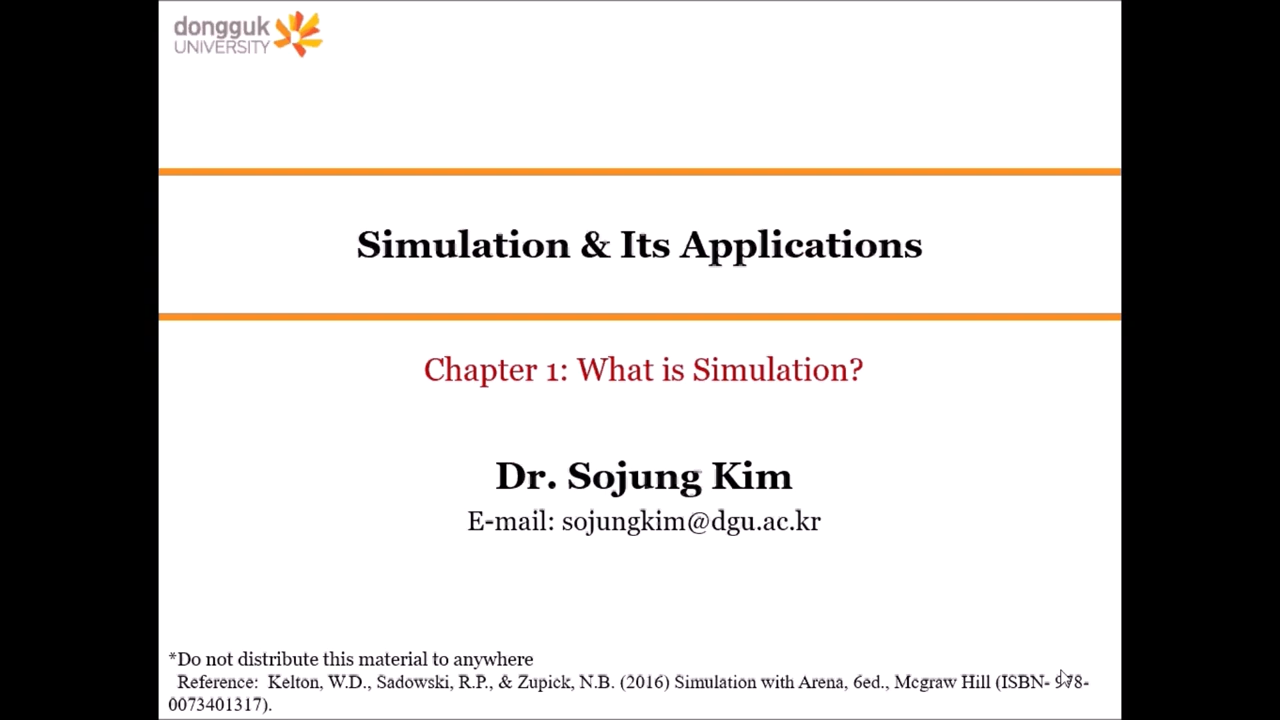 dongguk
UNIVERSITY
Simulation & Its Applications
Chapter 1: What is Simulation?
Dr. Sojung Kim
E-mail: sojungkim@dgu.ac.kr
*Do not distribute this material to anywhere
Reference: Kelton, W.D., Sadowski, R.P., & Zupick, N.B. (2016) Simulation with Arena, 6ed., Mcgraw Hill (ISBN- 978-
0073401317).